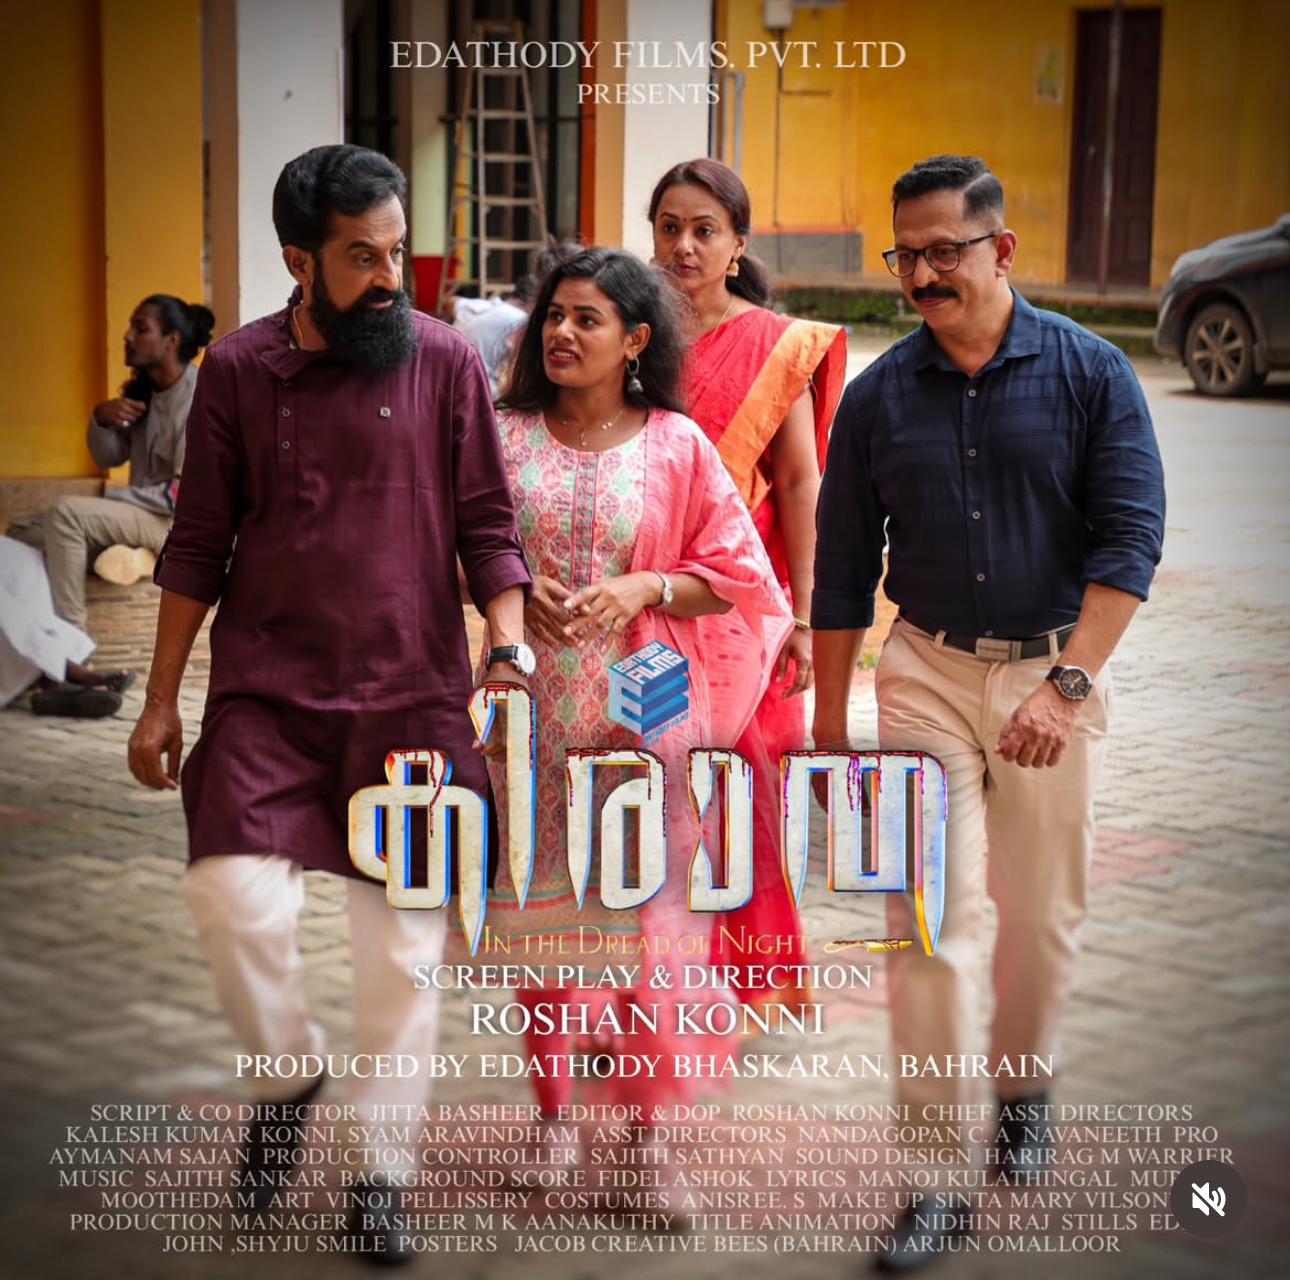 EDATHODY FILMS. PVT. LTD
PRESENTS
EDATHODY
FILMS
കിരാത
IN THE DREAD OF NIGHT
SCREEN PLAY & DIRECTION
ROSHAN KONNI
PRODUCED BY EDATHODY BHASKARAN, BAHRAIN
SCRIPT & CO DIRECTOR JITTA BASHEER EDITOR & DOP ROSHAN KONNI CHIEF ASST DIRECTORS
KALESH KUMAR KONNI, SYAM ARAVINDHAM ASST DIRECTORS NANDAGOPAN C. A NAVANEETH PRO
AYMANAM SAJAN PRODUCTION CONTROLLER SAJITH SATHYAN SOUND DESIGN HARIRAG M WARRIER
MUSIC SAJITH SANKAR BACKGROUND SCORE FIDEL ASHOK LYRICS MANOJ KULATHINGAL
MOOTHEDAM ART VINOJ PELLISSERY COSTUMES ANISREE. S MAKE UP SINTA MARY VILSON
PRODUCTION MANAGER BASHEER M K AANAKUTHY TITLE ANIMATION NIDHIN RAJ STILLS
JOHN ,SHYJU SMILE POSTERS JACOB CREATIVE BEES (BAHRAIN) ARJUN OMALLOOR